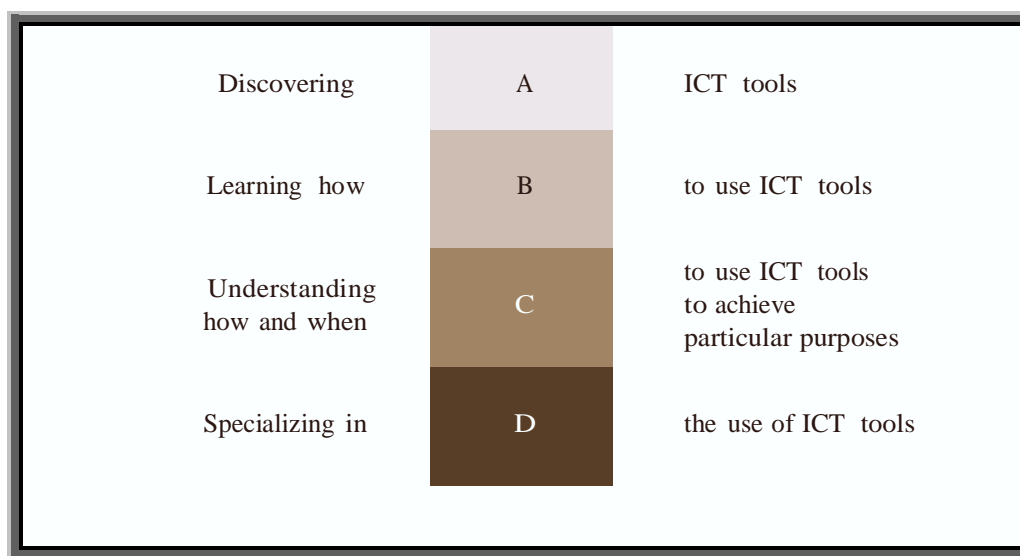 Discovering A ICT tools
Learning how B to use ICT tools
Understanding
how and when
C
to use ICT tools
to achieve
particular purposes
Specializing in D the use of ICT tools